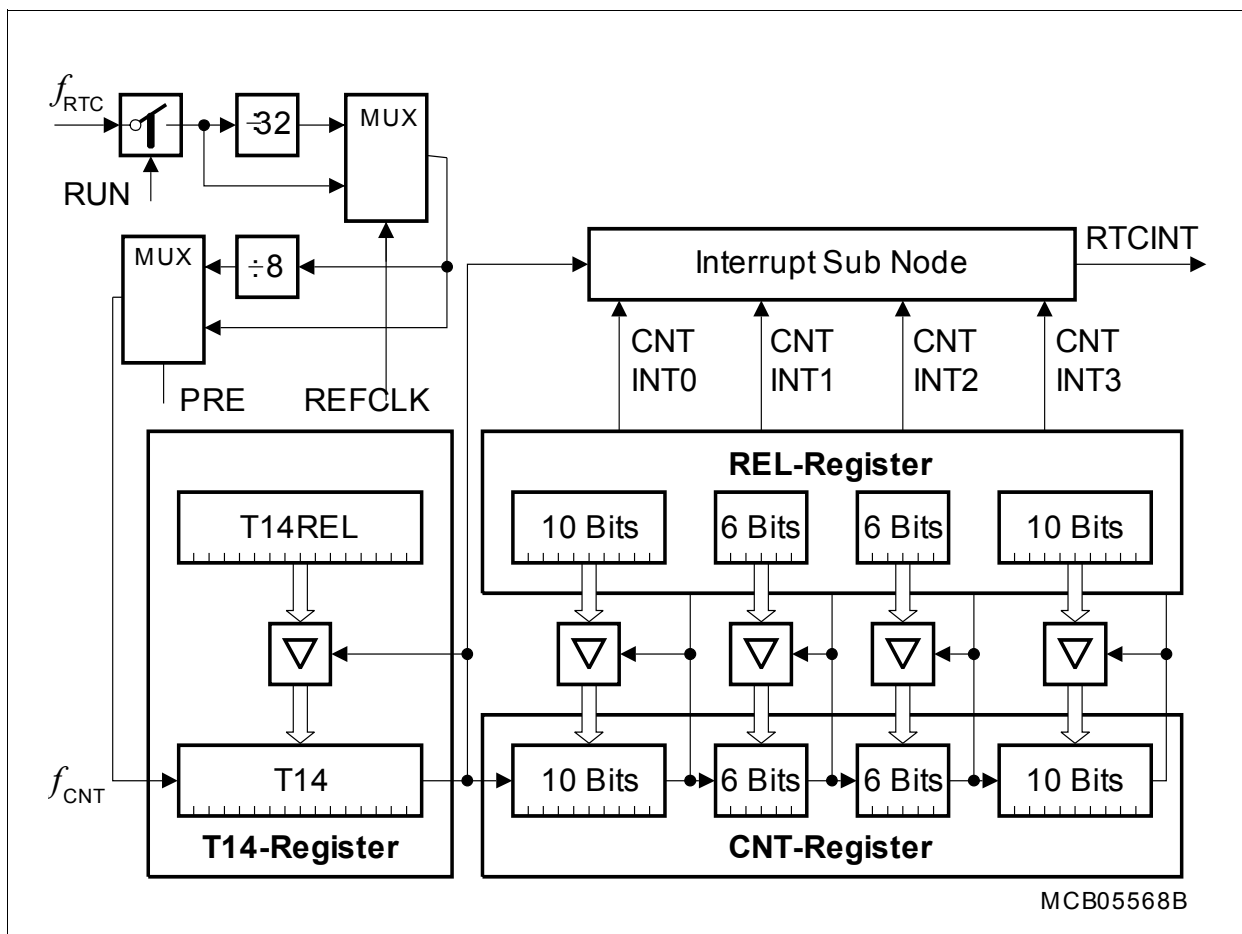 fRTC
÷32
MUX
RUN
MUX
÷8
Interrupt Sub Node
RTCINT
CNT INT0
CNT INT1
CNT INT2
CNT INT3
PRE
REFCLK
REL-Register
T14REL
10 Bits
6 Bits
6 Bits
10 Bits
fCNT
T14
10 Bits
6 Bits
6 Bits
10 Bits
T14-Register
CNT-Register
MCB05568B